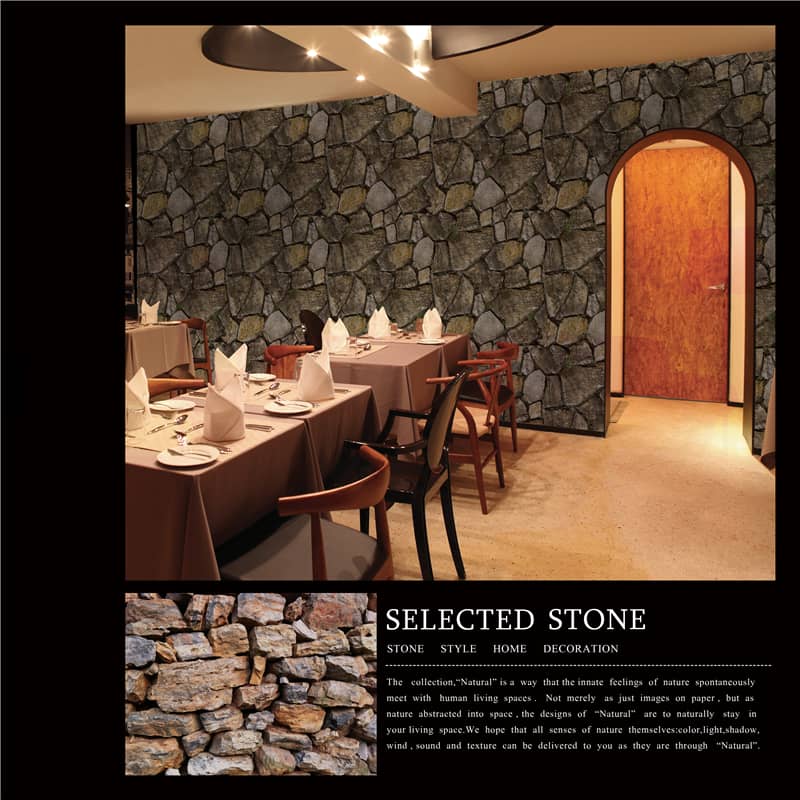 SELECTED STONE
STONE STYLE HOME DECORATION
The collection,“Natural” is a way that the innate feelings of nature spontaneously
meet with human living spaces . Not merely as just images on paper , but as
nature abstracted into space , the designs of “Natural” are to naturally stay in
your living space.We hope that all senses of nature themselves:color,light,shadow,
wind , sound and texture can be delivered to you as they are through “Natural”.